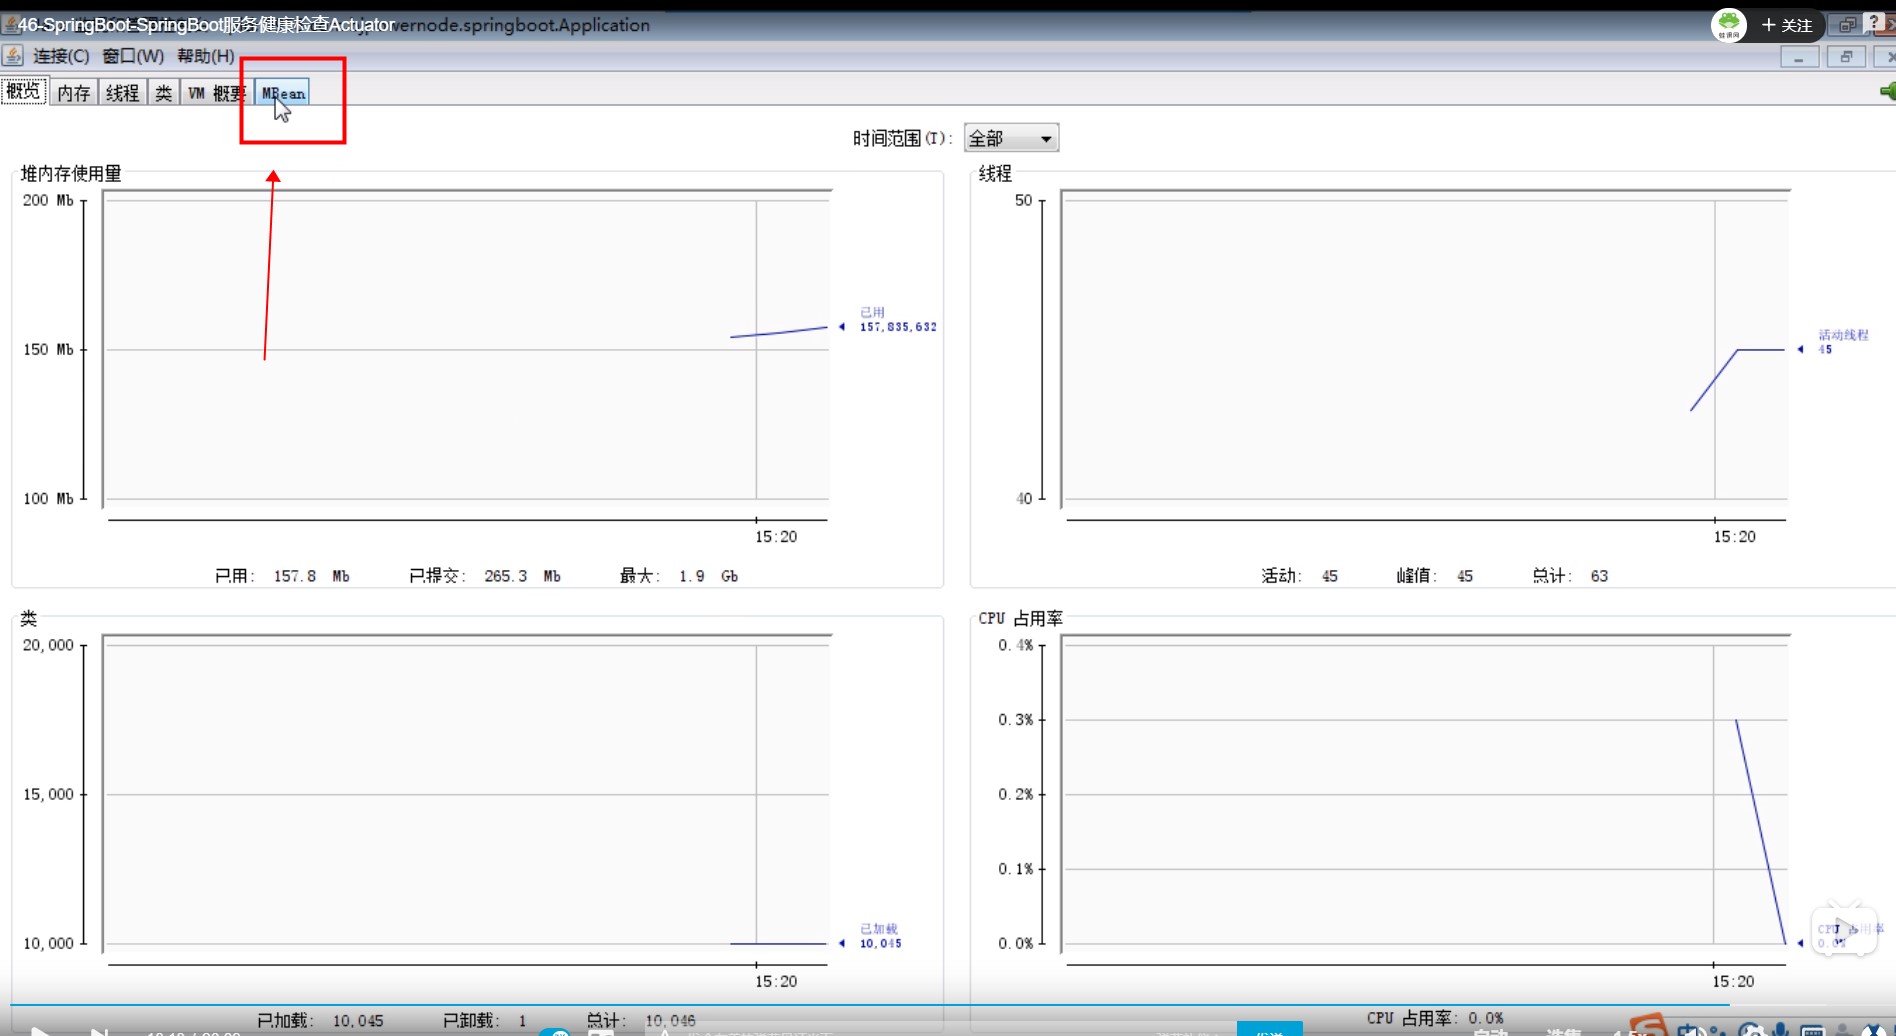 46-SpringBoot-SpringBoot服务健康检查Actuator
wernode.springboot.Application
+ 关注
?
连接(C) 窗口(W) 帮助(H)
概览 内存 线程 类 VM 概要 MBean
时间范围(T): 全部
堆内存使用量
200 Mb
150 Mb
100 Mb
已用
157,835,632
15:20
已用: 157.8 Mb 已提交: 265.3 Mb 最大: 1.9 Gb
线程
50
40
活动线程
45
15:20
活动: 45 峰值: 45 总计: 63
类
20,000
15,000
10,000
已加载
10,045
15:20
已加载: 10,045 已卸载: 1 总计: 10,046
CPU 占用率
0.4%
0.3%
0.2%
0.1%
0.0%
CPU 占用率
0.0%
15:20
CPU 占用率: 0.0%